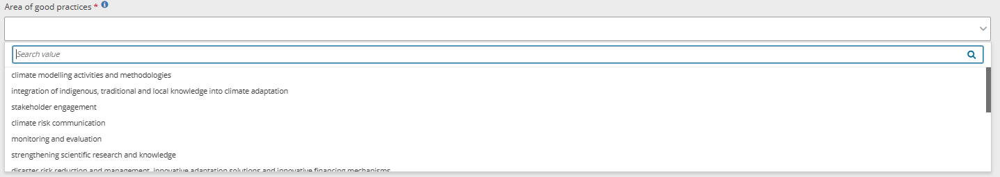 Area of good practices *
Search value
climate modelling activities and methodologies
integration of indigenous, traditional and local knowledge into climate adaptation
stakeholder engagement
climate risk communication
monitoring and evaluation
strengthening scientific research and knowledge
disaster risk reduction and management, innovative adaptation solutions and innovative financing mechanisms